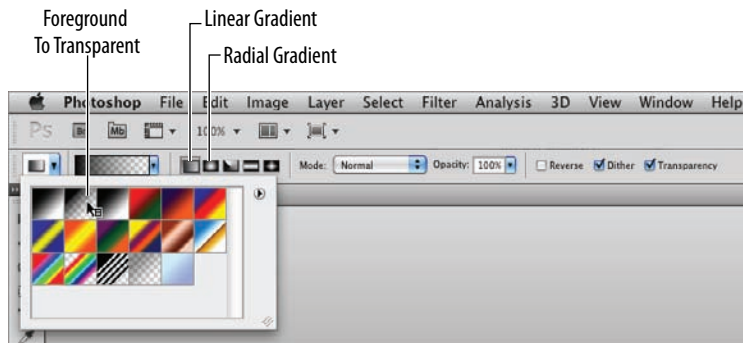 Foreground
To Transparent
Linear Gradient
Radial Gradient
Photoshop File Edit Image Layer Select Filter Analysis 3D View Window Help
Ps Br Mb 100%
Mode: Normal Opacity: 100% Reverse Dither Transparency